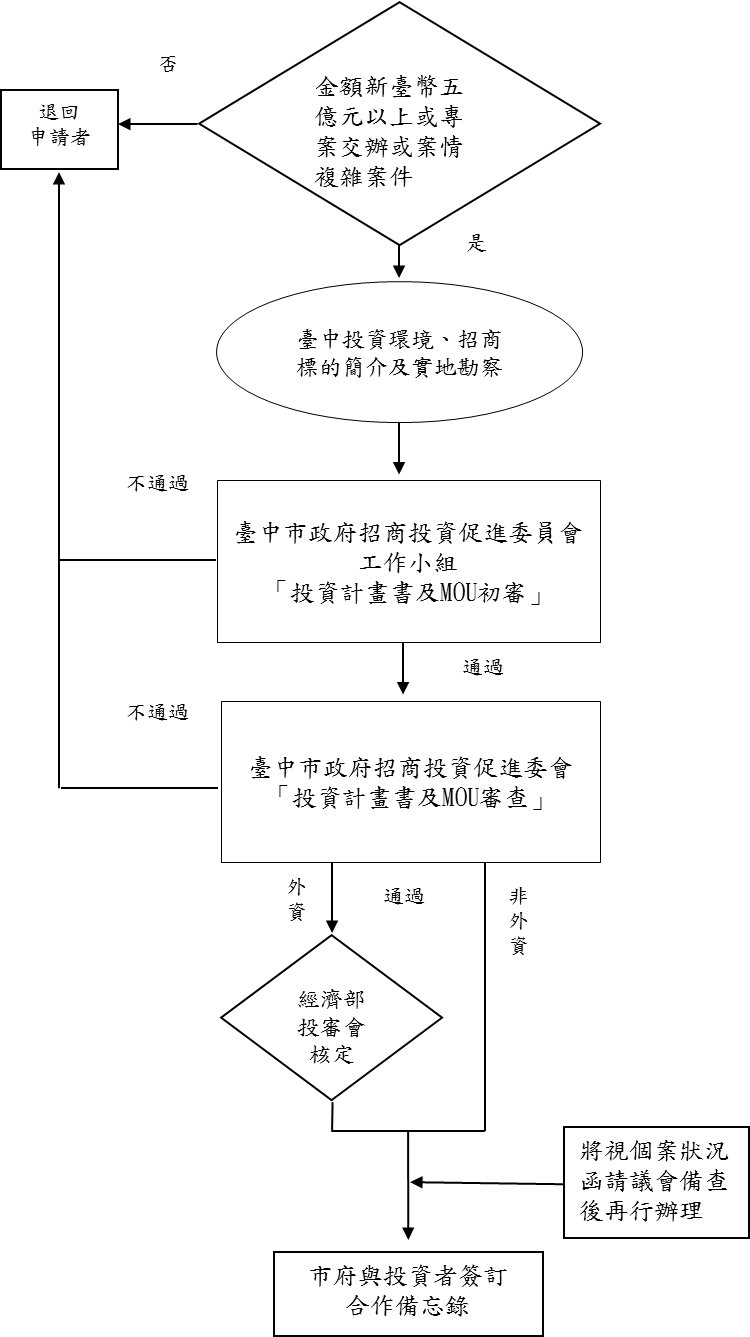 金額新臺幣五
億元以上或專
案交辦或案情
複雜案件
否
退回
申請者
是
臺中投資環境、招商
標的簡介及實地勘察
不通過
臺中市政府招商投資促進委員會
工作小組
「投資計畫書及MOU初審」
通過
不通過
臺中市政府招商投資促進委會
「投資計畫書及MOU審查」
外
資
通過
非
外
資
經濟部
投審會
核定
將視個案狀況
函請議會備查
後再行辦理
市府與投資者簽訂
合作備忘錄